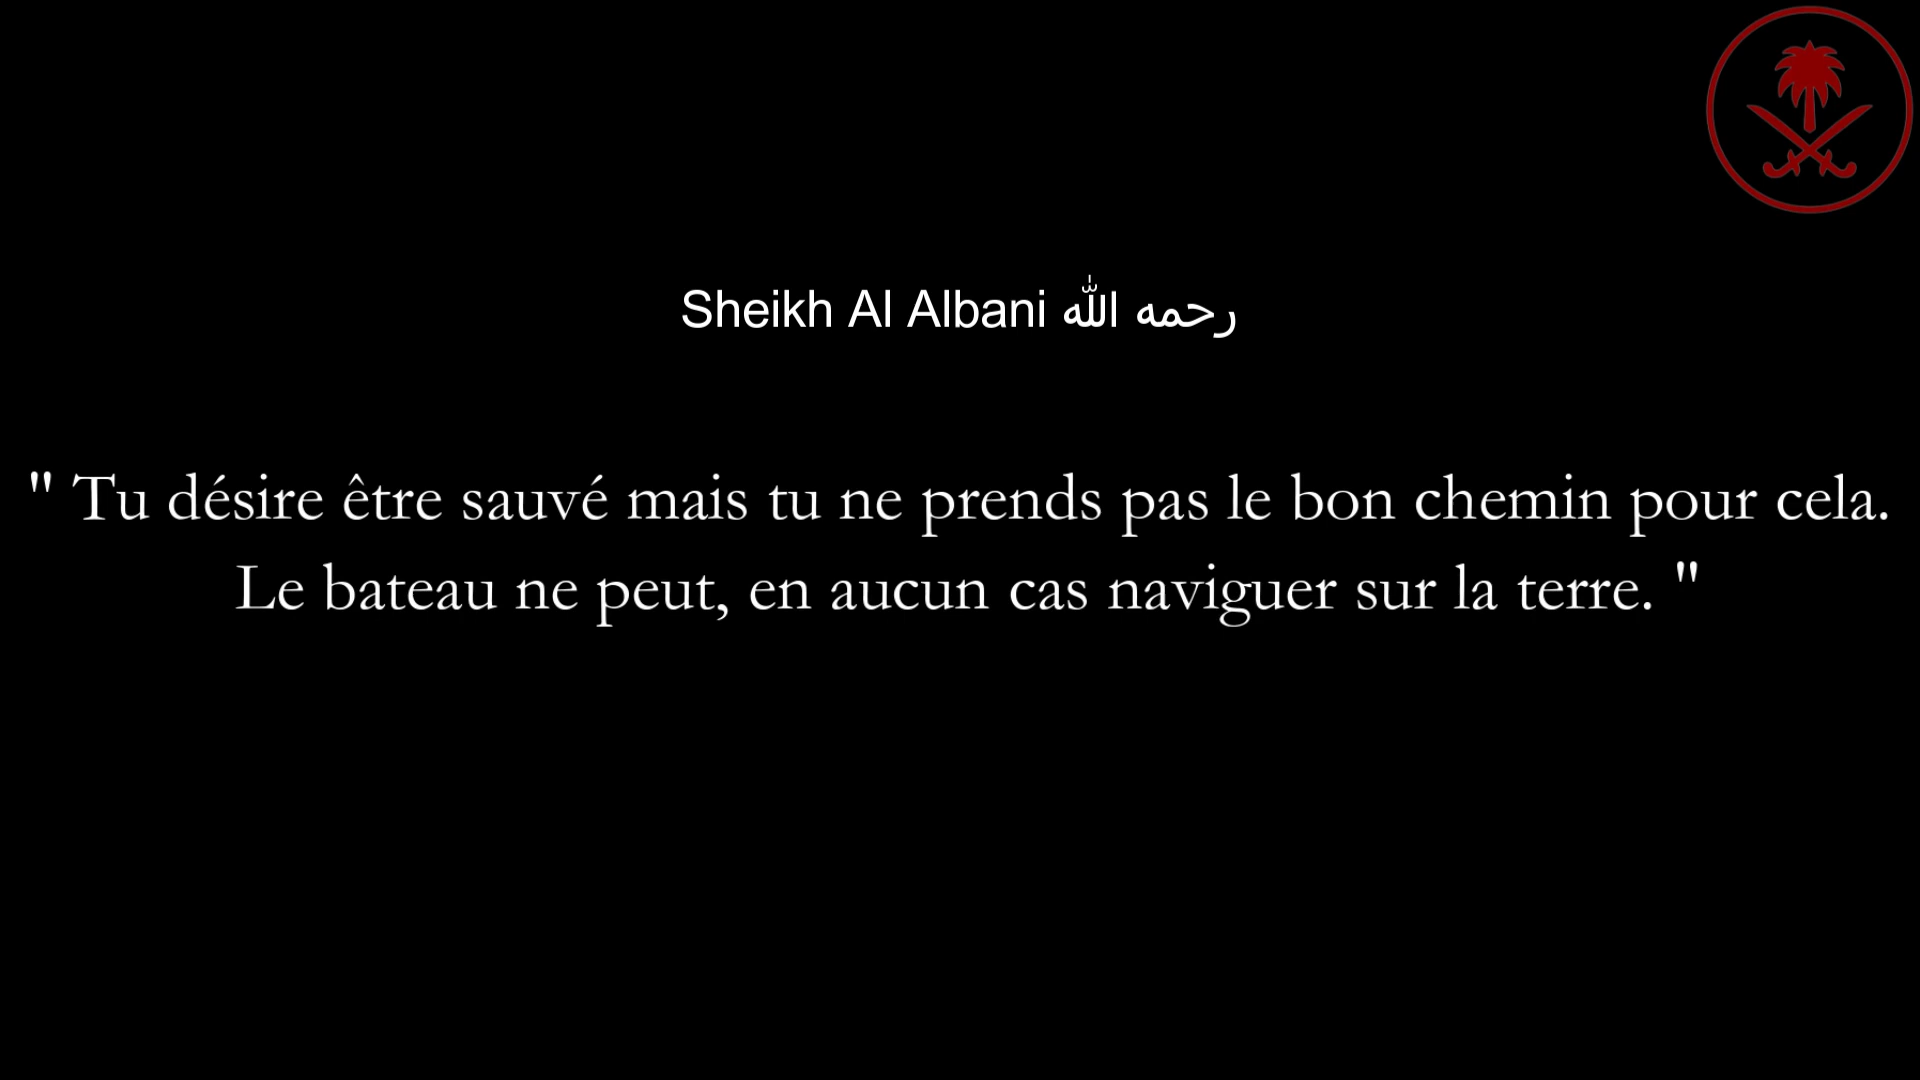 Sheikh Al Albani رحمه الله
" Tu désire être sauvé mais tu ne prends pas le bon chemin pour cela.
Le bateau ne peut, en aucun cas naviguer sur la terre. "